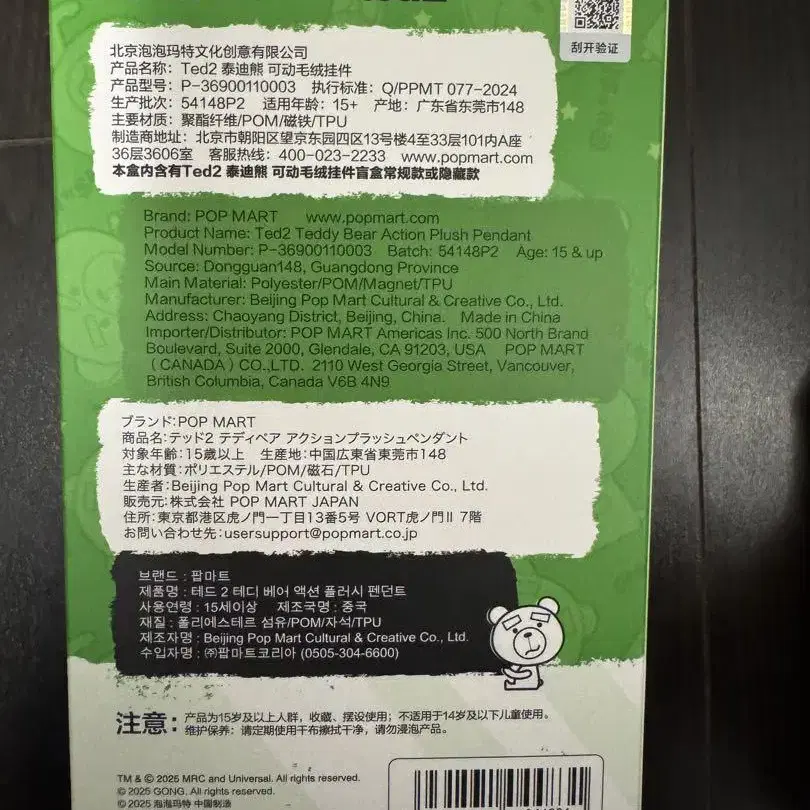 刮开验证
北京泡泡玛特文化创意有限公司
产品名称：Ted2 泰迪熊 可动毛绒挂件
产品型号：P-36900110003 执行标准：Q/PPMT 077-2024
生产批次：54148P2 适用年龄：15+ 产地：广东省东莞市148
主要材质：聚酯纤维/POM/磁铁/TPU
制造商地址：北京市朝阳区望京东园四区13号楼4至33层101内A座
36层3606室 客服热线：400-023-2233 www.popmart.com
本盒内含有Ted2 泰迪熊 可动毛绒挂件盲盒常规款或隐藏款
Brand: POP MART www.popmart.com
Product Name: Ted2 Teddy Bear Action Plush Pendant
Model Number: P-36900110003 Batch: 54148P2 Age: 15 & up
Source: Dongguan148, Guangdong Province
Main Material: Polyester/POM/Magnet/TPU
Manufacturer: Beijing Pop Mart Cultural & Creative Co., Ltd.
Address: Chaoyang District, Beijing, China. Made in China
Importer/Distributor: POP MART Americas Inc. 500 North Brand
Boulevard, Suite 2000, Glendale, CA 91203, USA POP MART
（CANADA）CO.,LTD. 2110 West Georgia Street, Vancouver,
British Columbia, Canada V6B 4N9
ブランド：POP MART
商品名：テッド2 テディベア アクションプラッシュペンダント
対象年齢：15歳以上 生産地：中国広東省東莞市148
主な材質：ポリエステル/POM/磁石/TPU
生産者：Beijing Pop Mart Cultural & Creative Co., Ltd.
販売元：株式会社 POP MART JAPAN
住所：東京都港区虎ノ門一丁目13番5号 VORT虎ノ門II 7階
お問い合わせ先：usersupport@popmart.co.jp
브랜드 : 팝마트
제품명 : 테드 2 테디 베어 액션 플러시 펜던트
사용연령 : 15세이상 제조국명 : 중국
재질 : 폴리에스테르 섬유/POM/자석/TPU
제조자명 : Beijing Pop Mart Cultural & Creative Co., Ltd.
수입자명 : ㈜팝마트코리아 (0505-304-6600)
注意：产品为15岁及以上人群，收藏、摆设使用；不适用于14岁及以下儿童使用。
维护保养：请定期使用干布擦拭干净，请勿浸泡产品。
TM & © 2025 MRC and Universal. All rights reserved.
© 2025 GONG. All rights reserved.
© 2025 泡泡玛特 中国制造